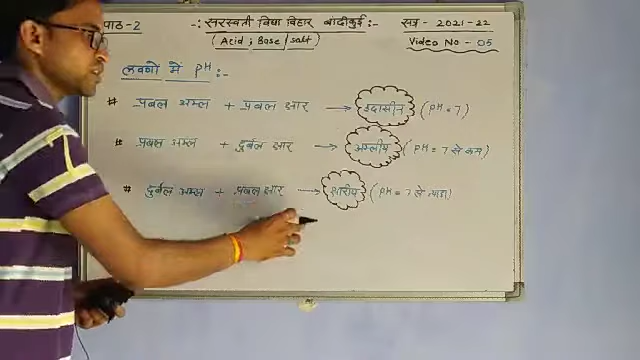 पाठ-2 -: सरस्वती विद्या विहार बांदीकुई:- सत्र - 2021-22
(Acid; Base/salt) Video No - 05
लवणों में pH:-
# प्रबल अम्ल + प्रबल क्षार → उदासीन (pH = 7)
# प्रबल अम्ल + दुर्बल क्षार → अम्लीय (pH = 7 से कम)
# दुर्बल अम्ल + प्रबल क्षार → क्षारीय (pH = 7 से ज्यादा)